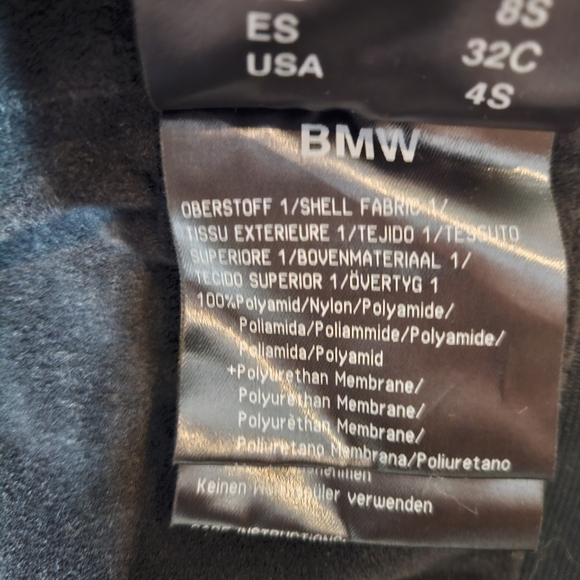 8S
ES 32C
USA 4S
BMW
OBERSTOFF 1/SHELL FABRIC 1/
TISSU EXTERIEURE 1/TEJIDO 1/TESSUTO
SUPERIORE 1/BOVENMATERIAAL 1/
TECIDO SUPERIOR 1/ÖVERTYG 1
100%Polyamid/Nylon/Polyamide/
Poliamida/Poliammide/Polyamide/
Poliamida/Polyamid
+Polyurethan Membrane/
Polyurethan Membrane/
Polyurèthan Membrane/
Poliuretano Membrana/Poliuretano
Keinen verwenden
CARE INSTRUCTIONS: